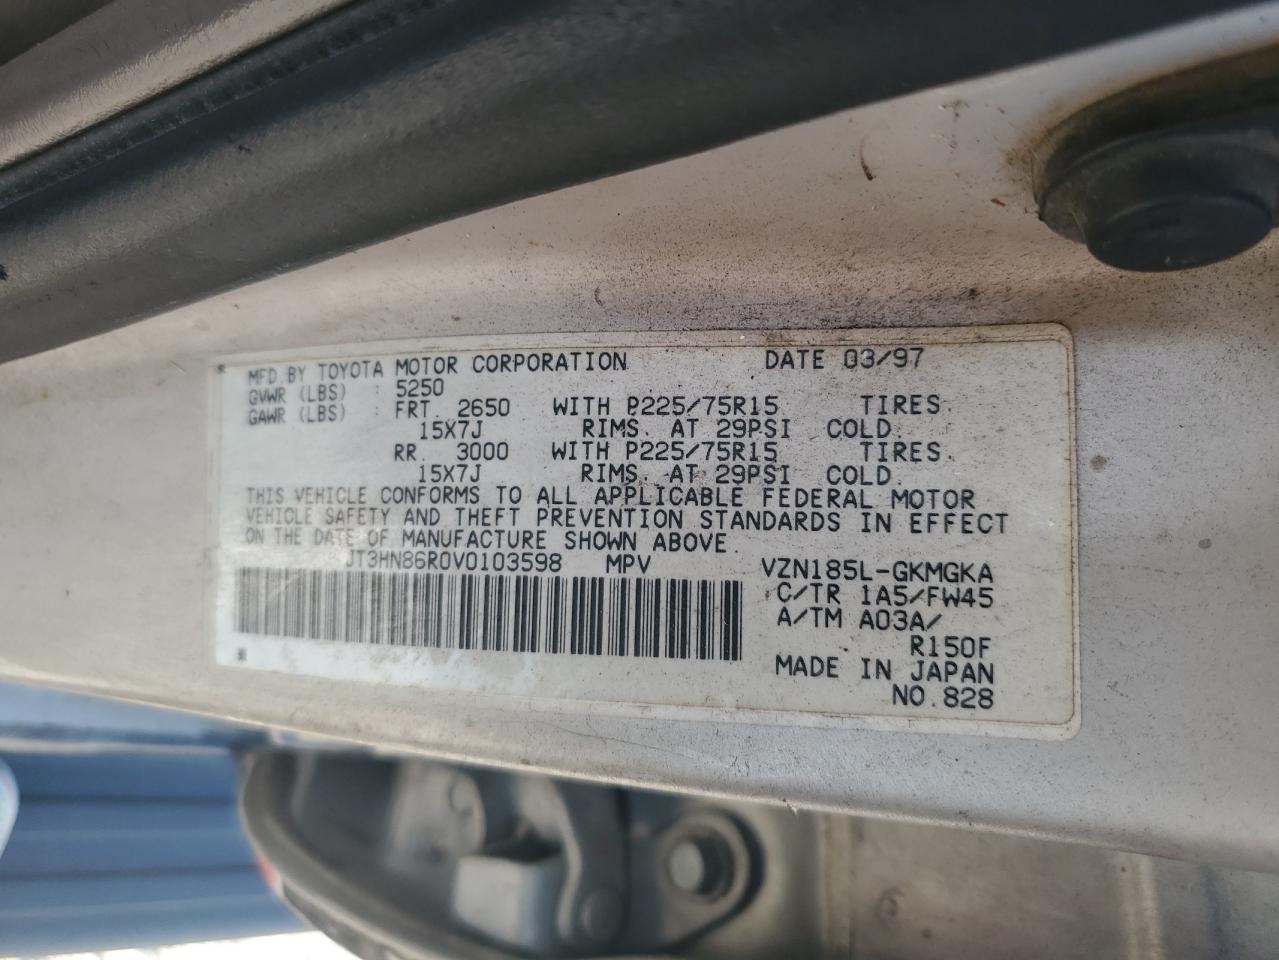 MFD. BY TOYOTA MOTOR CORPORATION DATE 03/97
GVWR (LBS) : 5250
GAWR (LBS) : FRT. 2650 WITH P225/75R15 TIRES.
15X7J RIMS. AT 29PSI COLD.
RR. 3000 WITH P225/75R15 TIRES.
15X7J RIMS. AT 29PSI COLD.
THIS VEHICLE CONFORMS TO ALL APPLICABLE FEDERAL MOTOR
VEHICLE SAFETY AND THEFT PREVENTION STANDARDS IN EFFECT
ON THE DATE OF MANUFACTURE SHOWN ABOVE.
JT3HN86R0V0103598 MPV VZN185L-GKMGKA
C/TR 1A5/FW45
A/TM A03A/
R150F
MADE IN JAPAN
NO.828